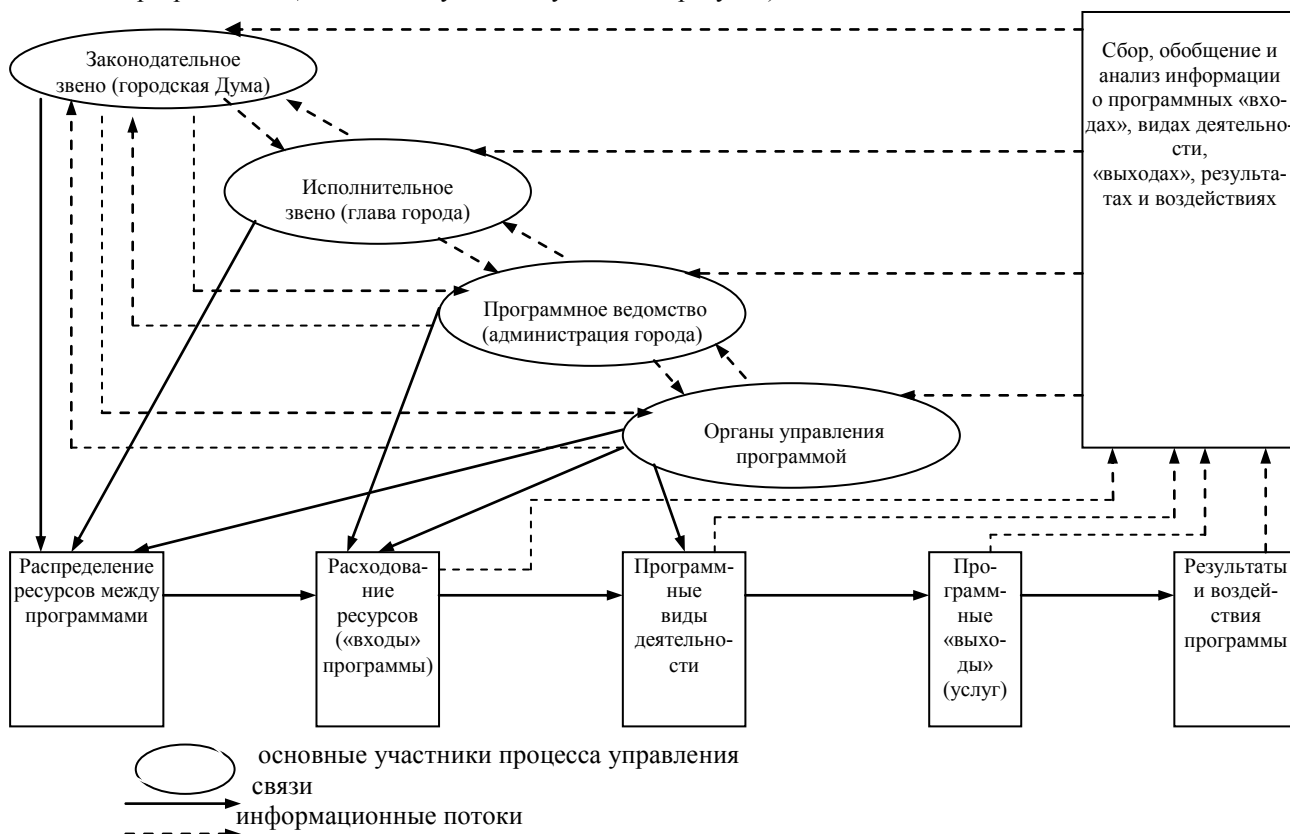 Законодательное
звено (городская Дума)
Сбор, обобщение и
анализ информации
о программных «вхо-
дах», видах деятельно-
сти,
«выходах», результа-
тах и воздействиях
Исполнительное
звено (глава города)
Программное ведомство
(администрация города)
Органы управления
программой
Распределение
ресурсов между
программами
Расходова-
ние
ресурсов
(«входы»
программы)
Программ-
ные
виды
деятельно-
сти
Про-
грамм-
ные
«выхо-
ды»
(услуг)
Результаты
и воздей-
ствия
программы
основные участники процесса управления
связи
информационные потоки